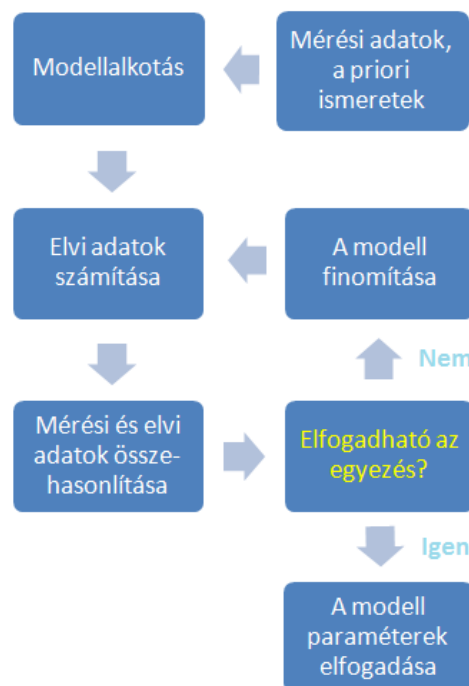 Modellalkotás
Mérési adatok,
a priori
ismeretek
Elvi adatok
számítása
A modell
finomítása
Nem
Mérési és elvi
adatok össze-
hasonlítása
Elfogadható az
egyezés?
Igen
A modell
paraméterek
elfogadása